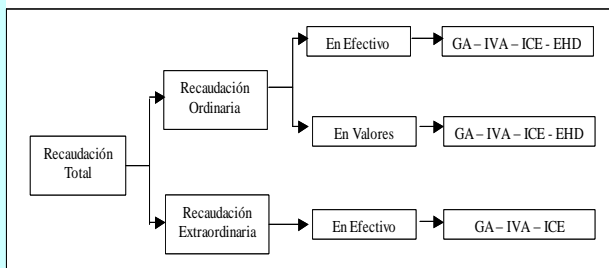 En Efectivo
GA – IVA – ICE - EHD
Recaudación
Ordinaria
En Valores
GA – IVA – ICE - EHD
Recaudación
Total
Recaudación
Extraordinaria
En Efectivo
GA – IVA – ICE